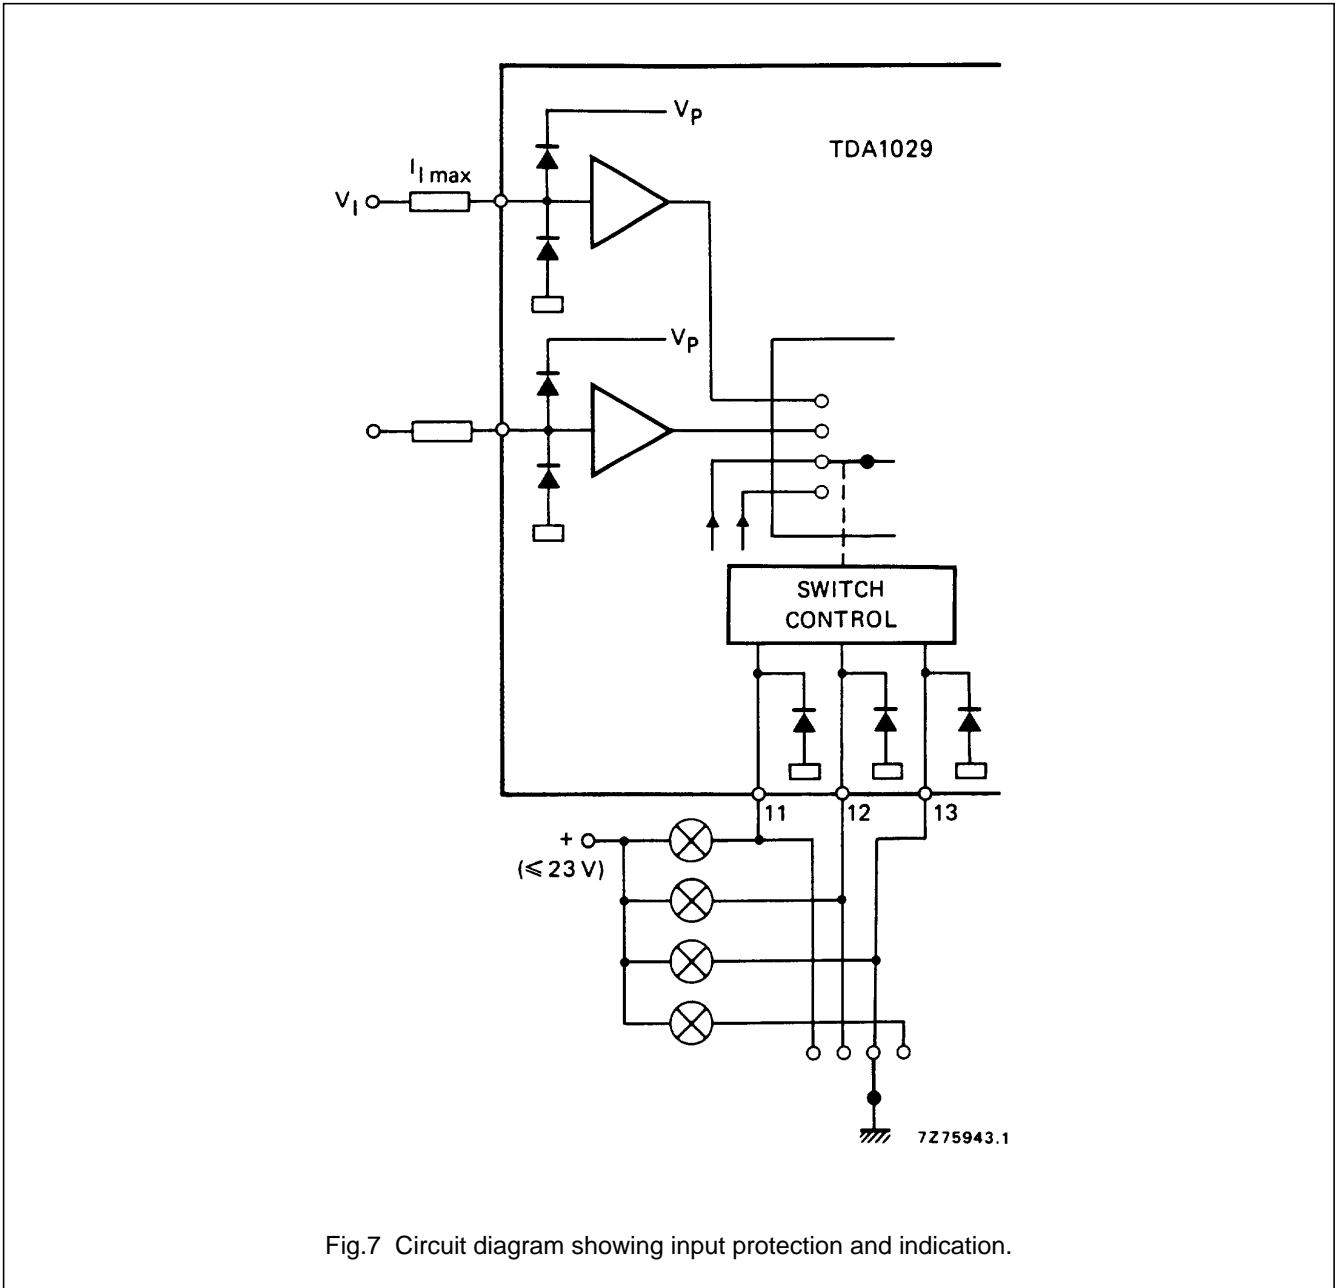 V_P
TDA1029
I_I max
V_I
V_P
SWITCH
CONTROL
11 12 13
+
(≤ 23 V)
7Z75943.1
Fig.7 Circuit diagram showing input protection and indication.